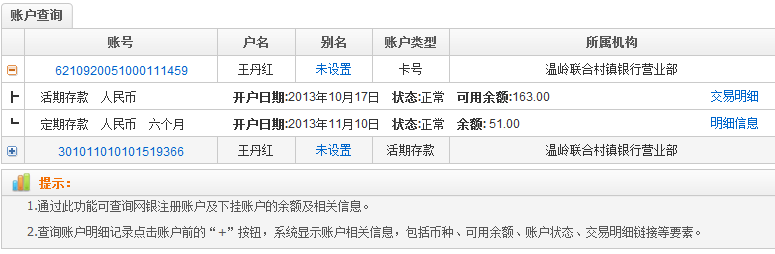 账户查询
账号 户名 别名 账户类型 所属机构
6210920051000111459 王丹红 未设置 卡号 温岭联合村镇银行营业部
活期存款 人民币 开户日期:2013年10月17日 状态:正常 可用余额:163.00 交易明细
定期存款 人民币 六个月 开户日期:2013年11月10日 状态:正常 余额: 51.00 明细信息
301011010101519366 王丹红 未设置 活期存款 温岭联合村镇银行营业部
提示：
1.通过此功能可查询网银注册账户及下挂账户的余额及相关信息。
2.查询账户明细记录点击账户前的“+”按钮，系统显示账户相关信息，包括币种、可用余额、账户状态、交易明细链接等要素。